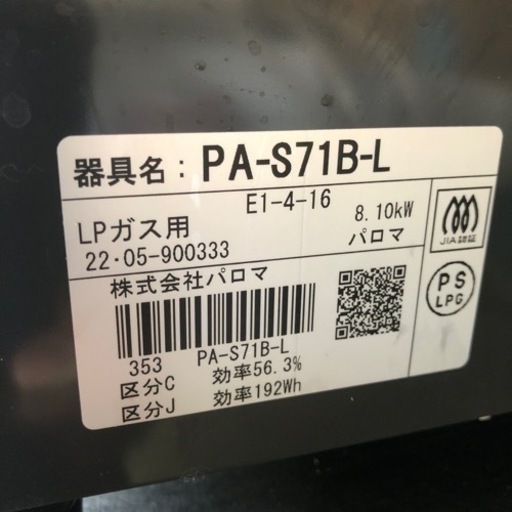 器具名：PA-S71B-L
E1-4-16
LPガス用
8.10kW
22・05-900333
パロマ
JIA認証
株式会社パロマ
PS
LPG
353 PA-S71B-L
区分C 効率56.3%
区分J 効率192Wh